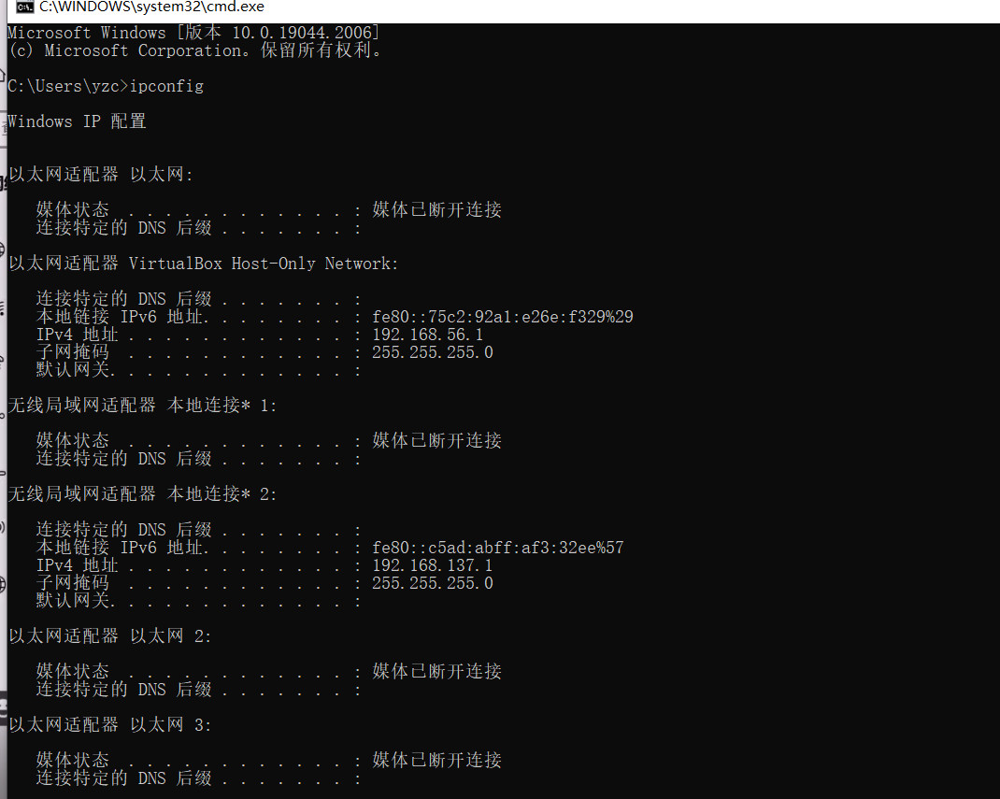 C:\WINDOWS\system32\cmd.exe
Microsoft Windows [版本 10.0.19044.2006]
(c) Microsoft Corporation。保留所有权利。
C:\Users\yzc>ipconfig
Windows IP 配置
以太网适配器 以太网:
媒体状态  . . . . . . . . . . . . : 媒体已断开连接
连接特定的 DNS 后缀 . . . . . . . :
以太网适配器 VirtualBox Host-Only Network:
连接特定的 DNS 后缀 . . . . . . . :
本地链接 IPv6 地址. . . . . . . . : fe80::75c2:92a1:e26e:f329%29
IPv4 地址 . . . . . . . . . . . . : 192.168.56.1
子网掩码  . . . . . . . . . . . . : 255.255.255.0
默认网关. . . . . . . . . . . . . :
无线局域网适配器 本地连接* 1:
媒体状态  . . . . . . . . . . . . : 媒体已断开连接
连接特定的 DNS 后缀 . . . . . . . :
无线局域网适配器 本地连接* 2:
连接特定的 DNS 后缀 . . . . . . . :
本地链接 IPv6 地址. . . . . . . . : fe80::c5ad:abff:af3:32ee%57
IPv4 地址 . . . . . . . . . . . . : 192.168.137.1
子网掩码  . . . . . . . . . . . . : 255.255.255.0
默认网关. . . . . . . . . . . . . :
以太网适配器 以太网 2:
媒体状态  . . . . . . . . . . . . : 媒体已断开连接
连接特定的 DNS 后缀 . . . . . . . :
以太网适配器 以太网 3:
媒体状态  . . . . . . . . . . . . : 媒体已断开连接
连接特定的 DNS 后缀 . . . . . . . :